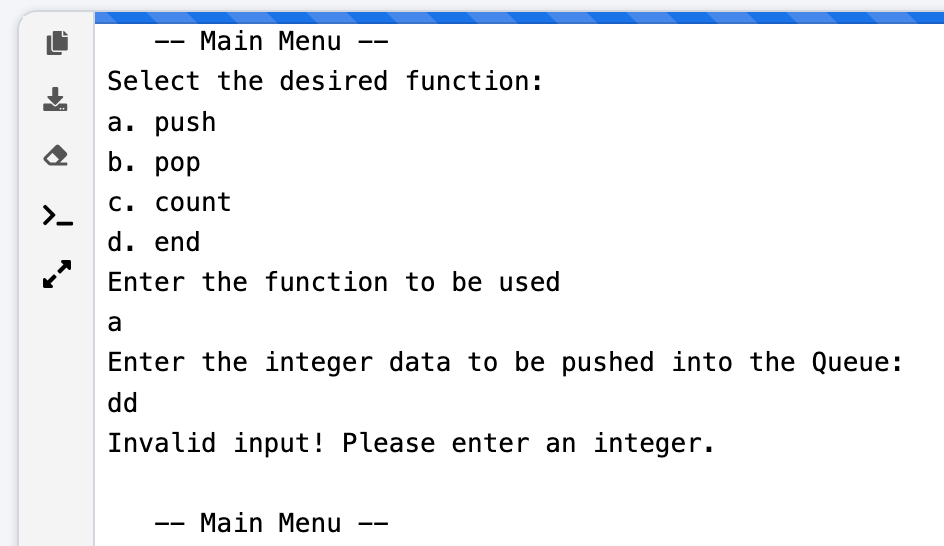 -- Main Menu --
Select the desired function:
a. push
b. pop
c. count
d. end
Enter the function to be used
a
Enter the integer data to be pushed into the Queue:
dd
Invalid input! Please enter an integer.
-- Main Menu --